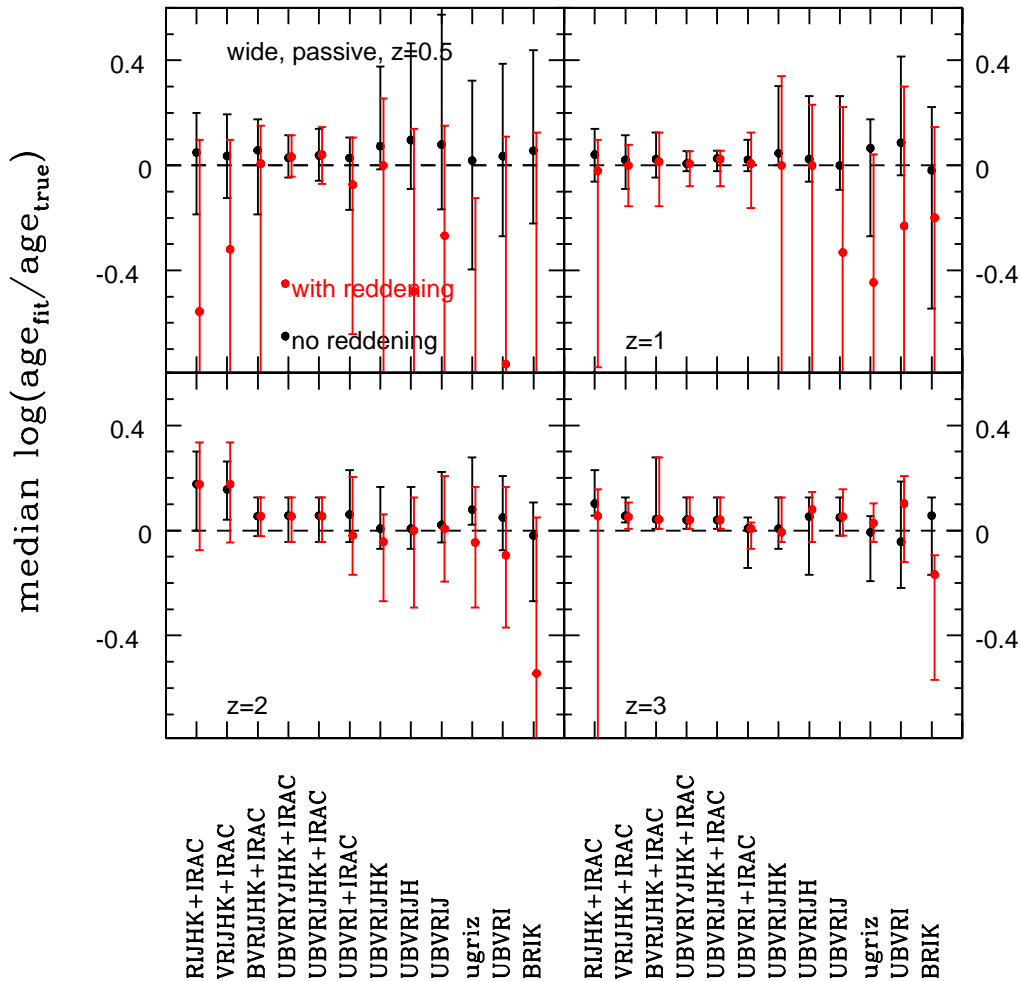 median log(age_fit/age_true)
0.4
0
-0.4
wide, passive, z=0.5
with reddening
no reddening
0.4
0
-0.4
z=1
0.4
0
-0.4
z=2
0.4
0
-0.4
z=3
RIJHK+IRAC
VRIJHK+IRAC
BVRIJHK+IRAC
UBVRIYJHK+IRAC
UBVRIJHK+IRAC
UBVRI+IRAC
UBVRIJHK
UBVRIJH
UBVRIJ
ugriz
UBVRI
BRIK
RIJHK+IRAC
VRIJHK+IRAC
BVRIJHK+IRAC
UBVRIYJHK+IRAC
UBVRIJHK+IRAC
UBVRI+IRAC
UBVRIJHK
UBVRIJH
UBVRIJ
ugriz
UBVRI
BRIK